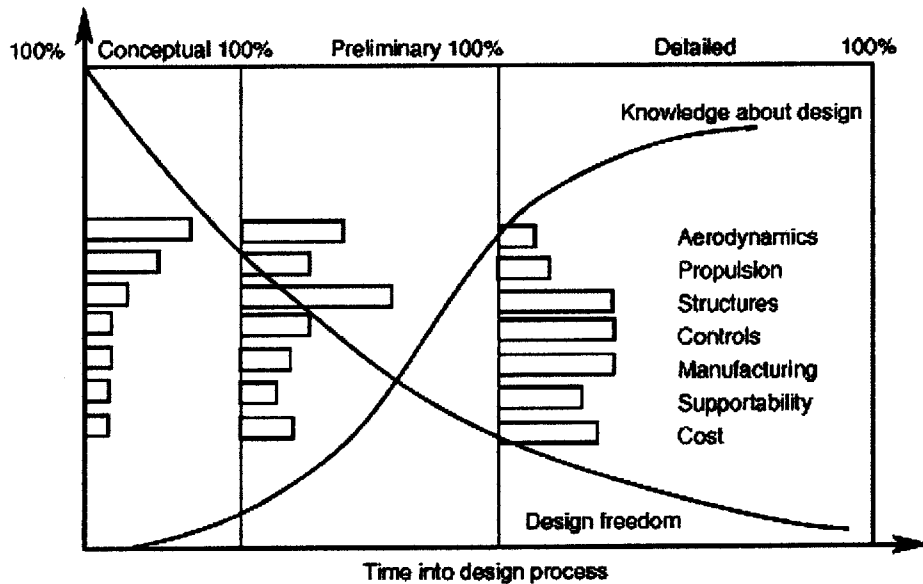 100% Conceptual 100% Preliminary 100% Detailed 100%
Knowledge about design
Aerodynamics
Propulsion
Structures
Controls
Manufacturing
Supportability
Cost
Design freedom
Time into design process